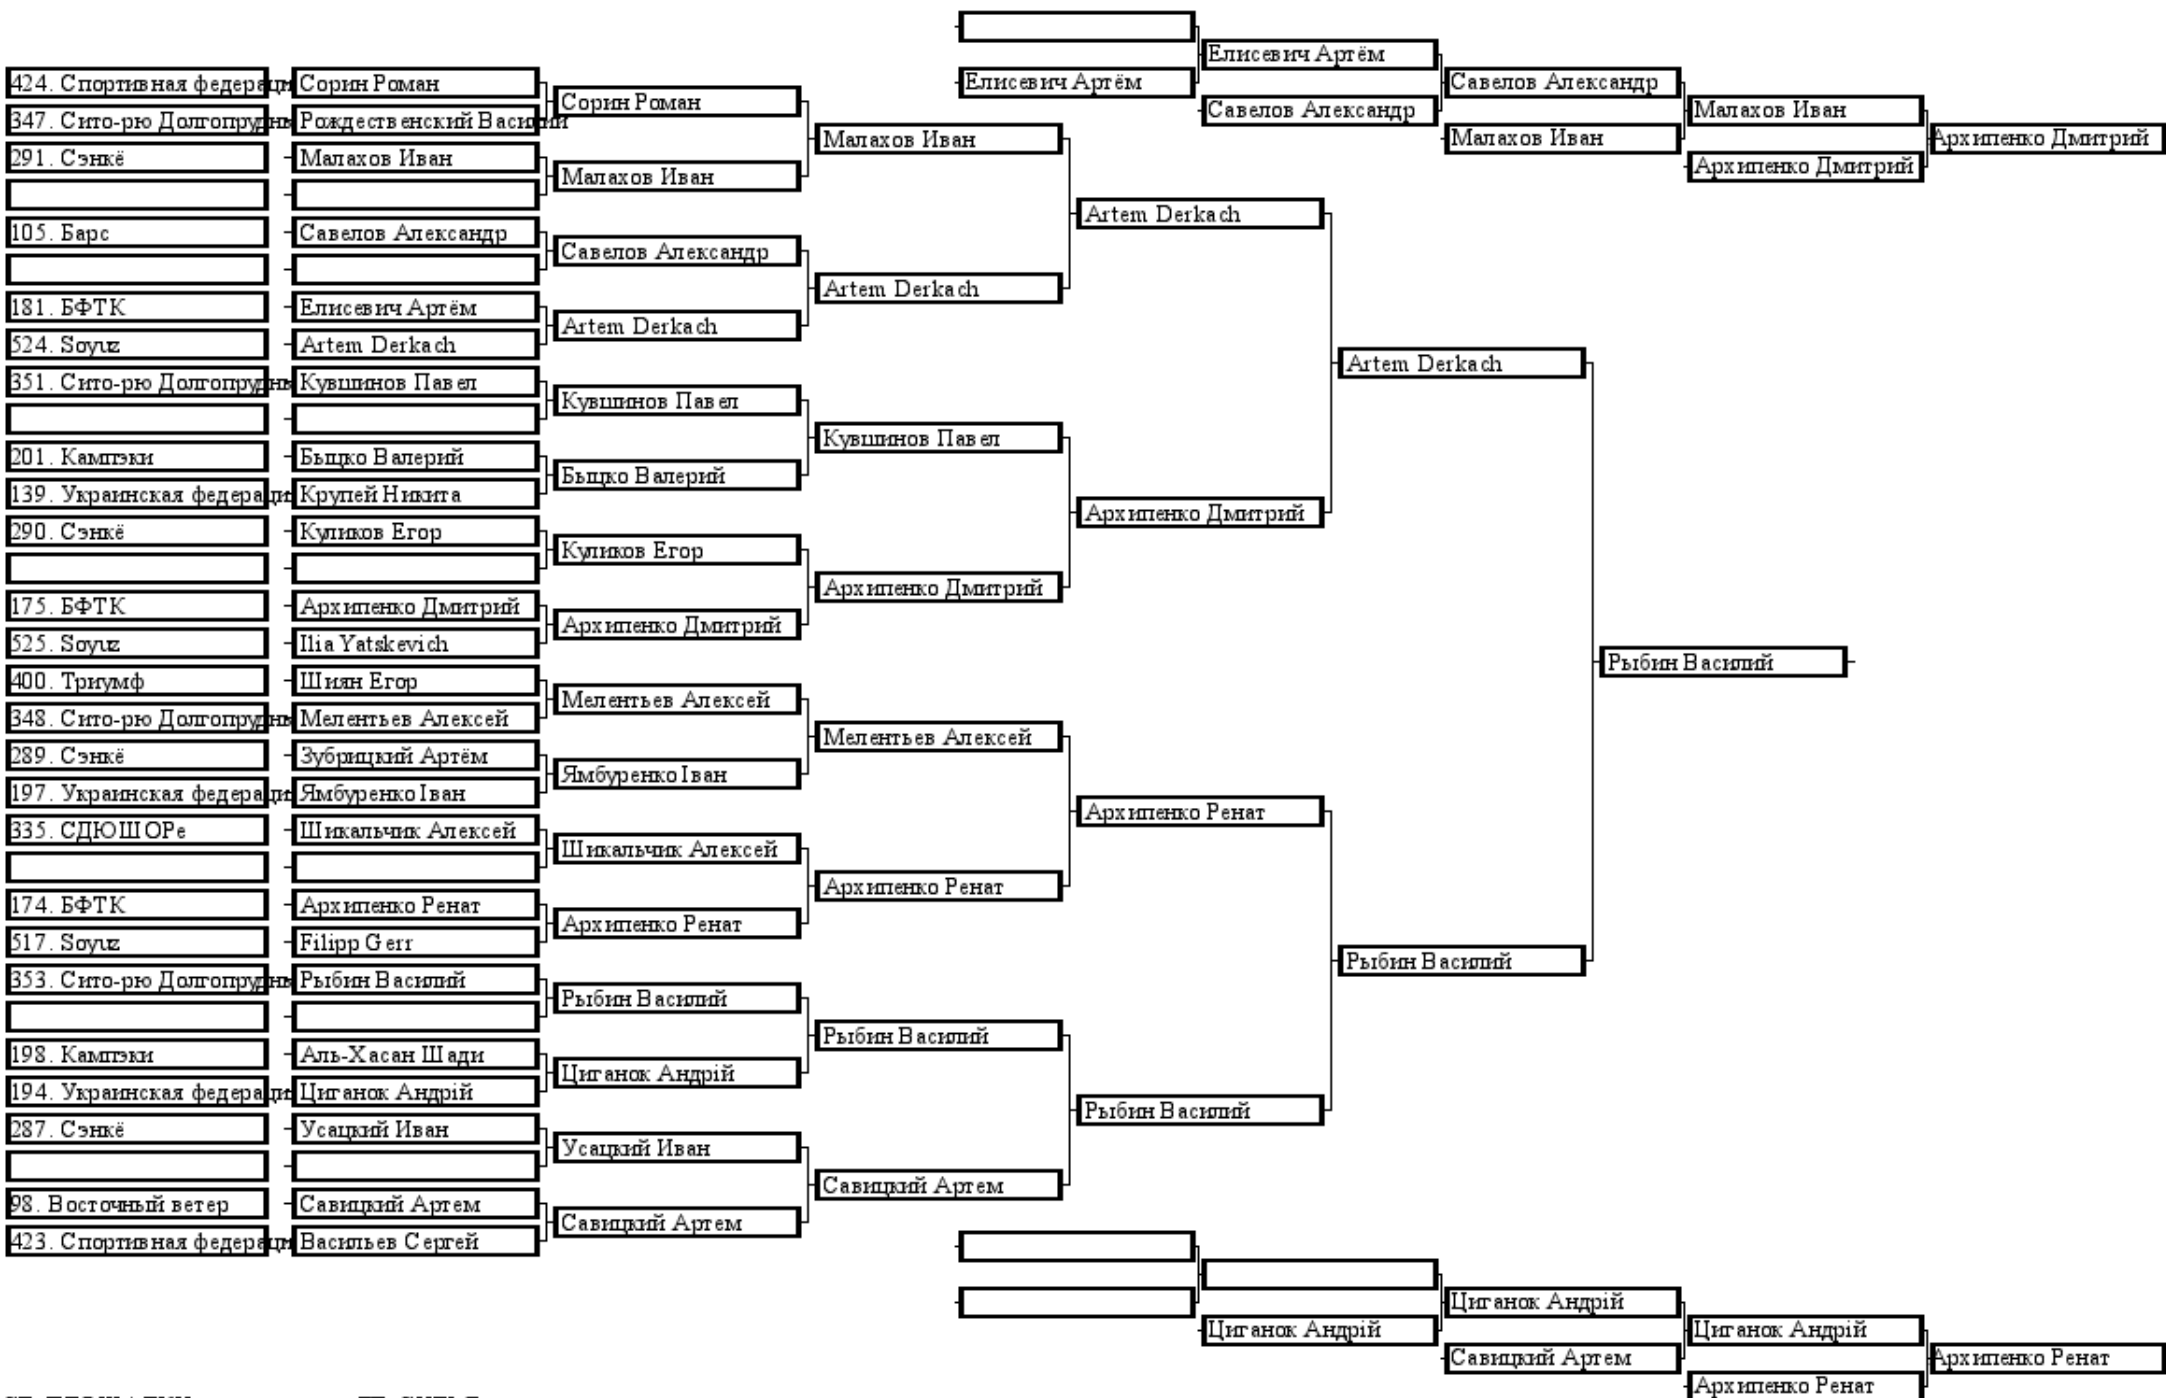 Елисевич Артём
424. Спортивная федераци Сорин Роман Елисевич Артём Савелов Александр
Сорин Роман Савелов Александр Малахов Иван
347. Сито-рю Долгопрудн Рождественский Василий Малахов Иван Малахов Иван Архипенко Дмитрий
291. Сэнкё Малахов Иван Архипенко Дмитрий
Малахов Иван
Artem Derkach
105. Барс Савелов Александр
Савелов Александр
Artem Derkach
181. БФТК Елисевич Артём
Artem Derkach
524. Soyuz Artem Derkach
Artem Derkach
351. Сито-рю Долгопрудн Кувшинов Павел
Кувшинов Павел
Кувшинов Павел
201. Кампэки Быцко Валерий
Быцко Валерий
139. Украинская федераци Крупей Никита
Архипенко Дмитрий
290. Сэнкё Куликов Егор
Куликов Егор
Архипенко Дмитрий
175. БФТК Архипенко Дмитрий
Архипенко Дмитрий
525. Soyuz Ilia Yatskevich
Рыбин Василий
400. Триумф Шиян Егор
Мелентьев Алексей
348. Сито-рю Долгопрудн Мелентьев Алексей
Мелентьев Алексей
289. Сэнкё Зубрицкий Артём
Ямбуренко Іван
197. Украинская федераци Ямбуренко Іван
Архипенко Ренат
335. СДЮШОРе Шикальчик Алексей
Шикальчик Алексей
Архипенко Ренат
174. БФТК Архипенко Ренат
Архипенко Ренат
517. Soyuz Filipp Gerr
Рыбин Василий
353. Сито-рю Долгопрудн Рыбин Василий
Рыбин Василий
Рыбин Василий
198. Кампэки Аль-Хасан Шади
Циганок Андрій
194. Украинская федераци Циганок Андрій
Рыбин Василий
287. Сэнкё Усацкий Иван
Усацкий Иван
Савицкий Артем
98. Восточный ветер Савицкий Артем
Савицкий Артем
423. Спортивная федераци Васильев Сергей
Циганок Андрій
Циганок Андрій Циганок Андрій
Савицкий Артем Архипенко Ренат
Архипенко Ренат